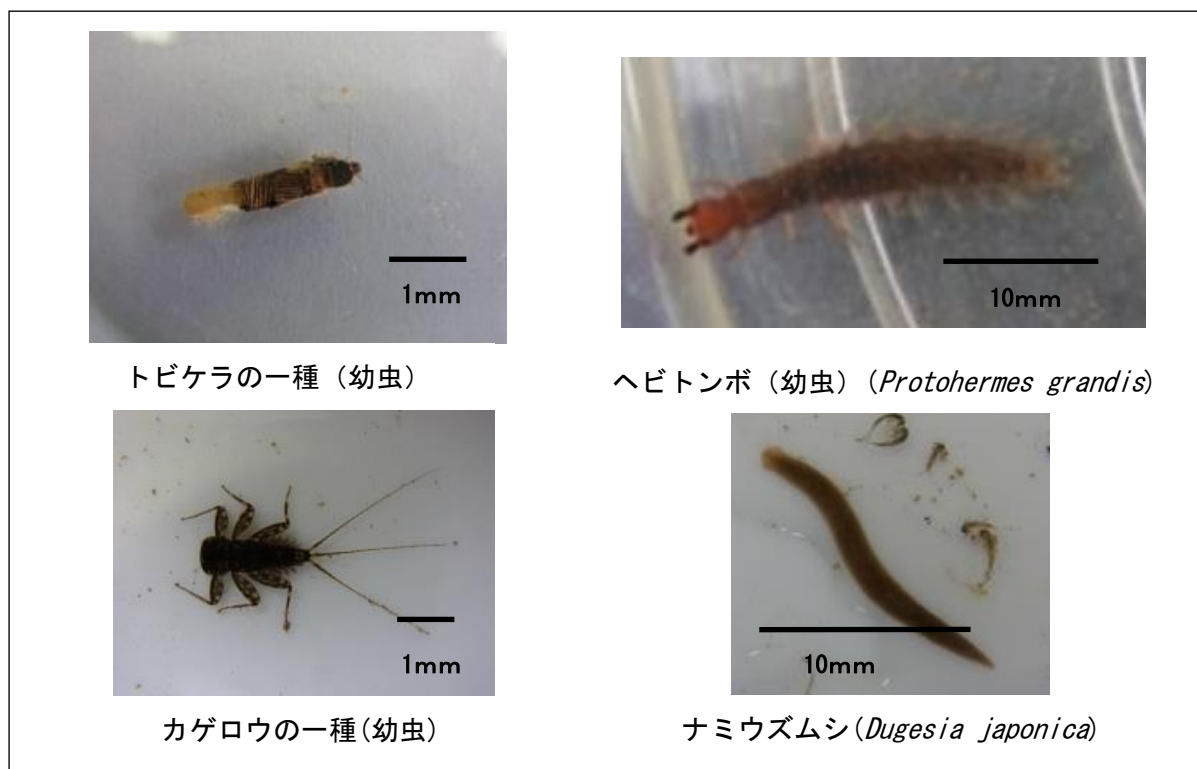 1mm
10mm
トビケラの一種（幼虫）
ヘビトンボ（幼虫）(Protohermes grandis)
1mm
10mm
カゲロウの一種(幼虫)
ナミウズムシ(Dugesia japonica)